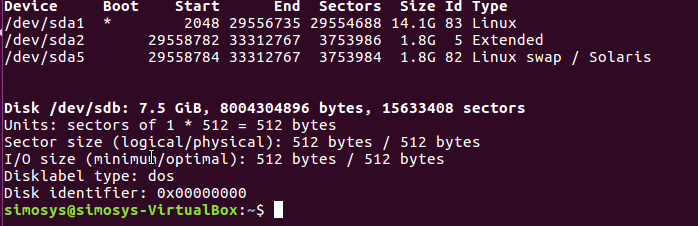 Device Boot Start End Sectors Size Id Type
/dev/sda1 * 2048 29556735 29554688 14.1G 83 Linux
/dev/sda2 29558782 33312767 3753986 1.8G 5 Extended
/dev/sda5 29558784 33312767 3753984 1.8G 82 Linux swap / Solaris
Disk /dev/sdb: 7.5 GiB, 8004304896 bytes, 15633408 sectors
Units: sectors of 1 * 512 = 512 bytes
Sector size (logical/physical): 512 bytes / 512 bytes
I/O size (minimum/optimal): 512 bytes / 512 bytes
Disklabel type: dos
Disk identifier: 0x00000000
simosys@simosys-VirtualBox:~$